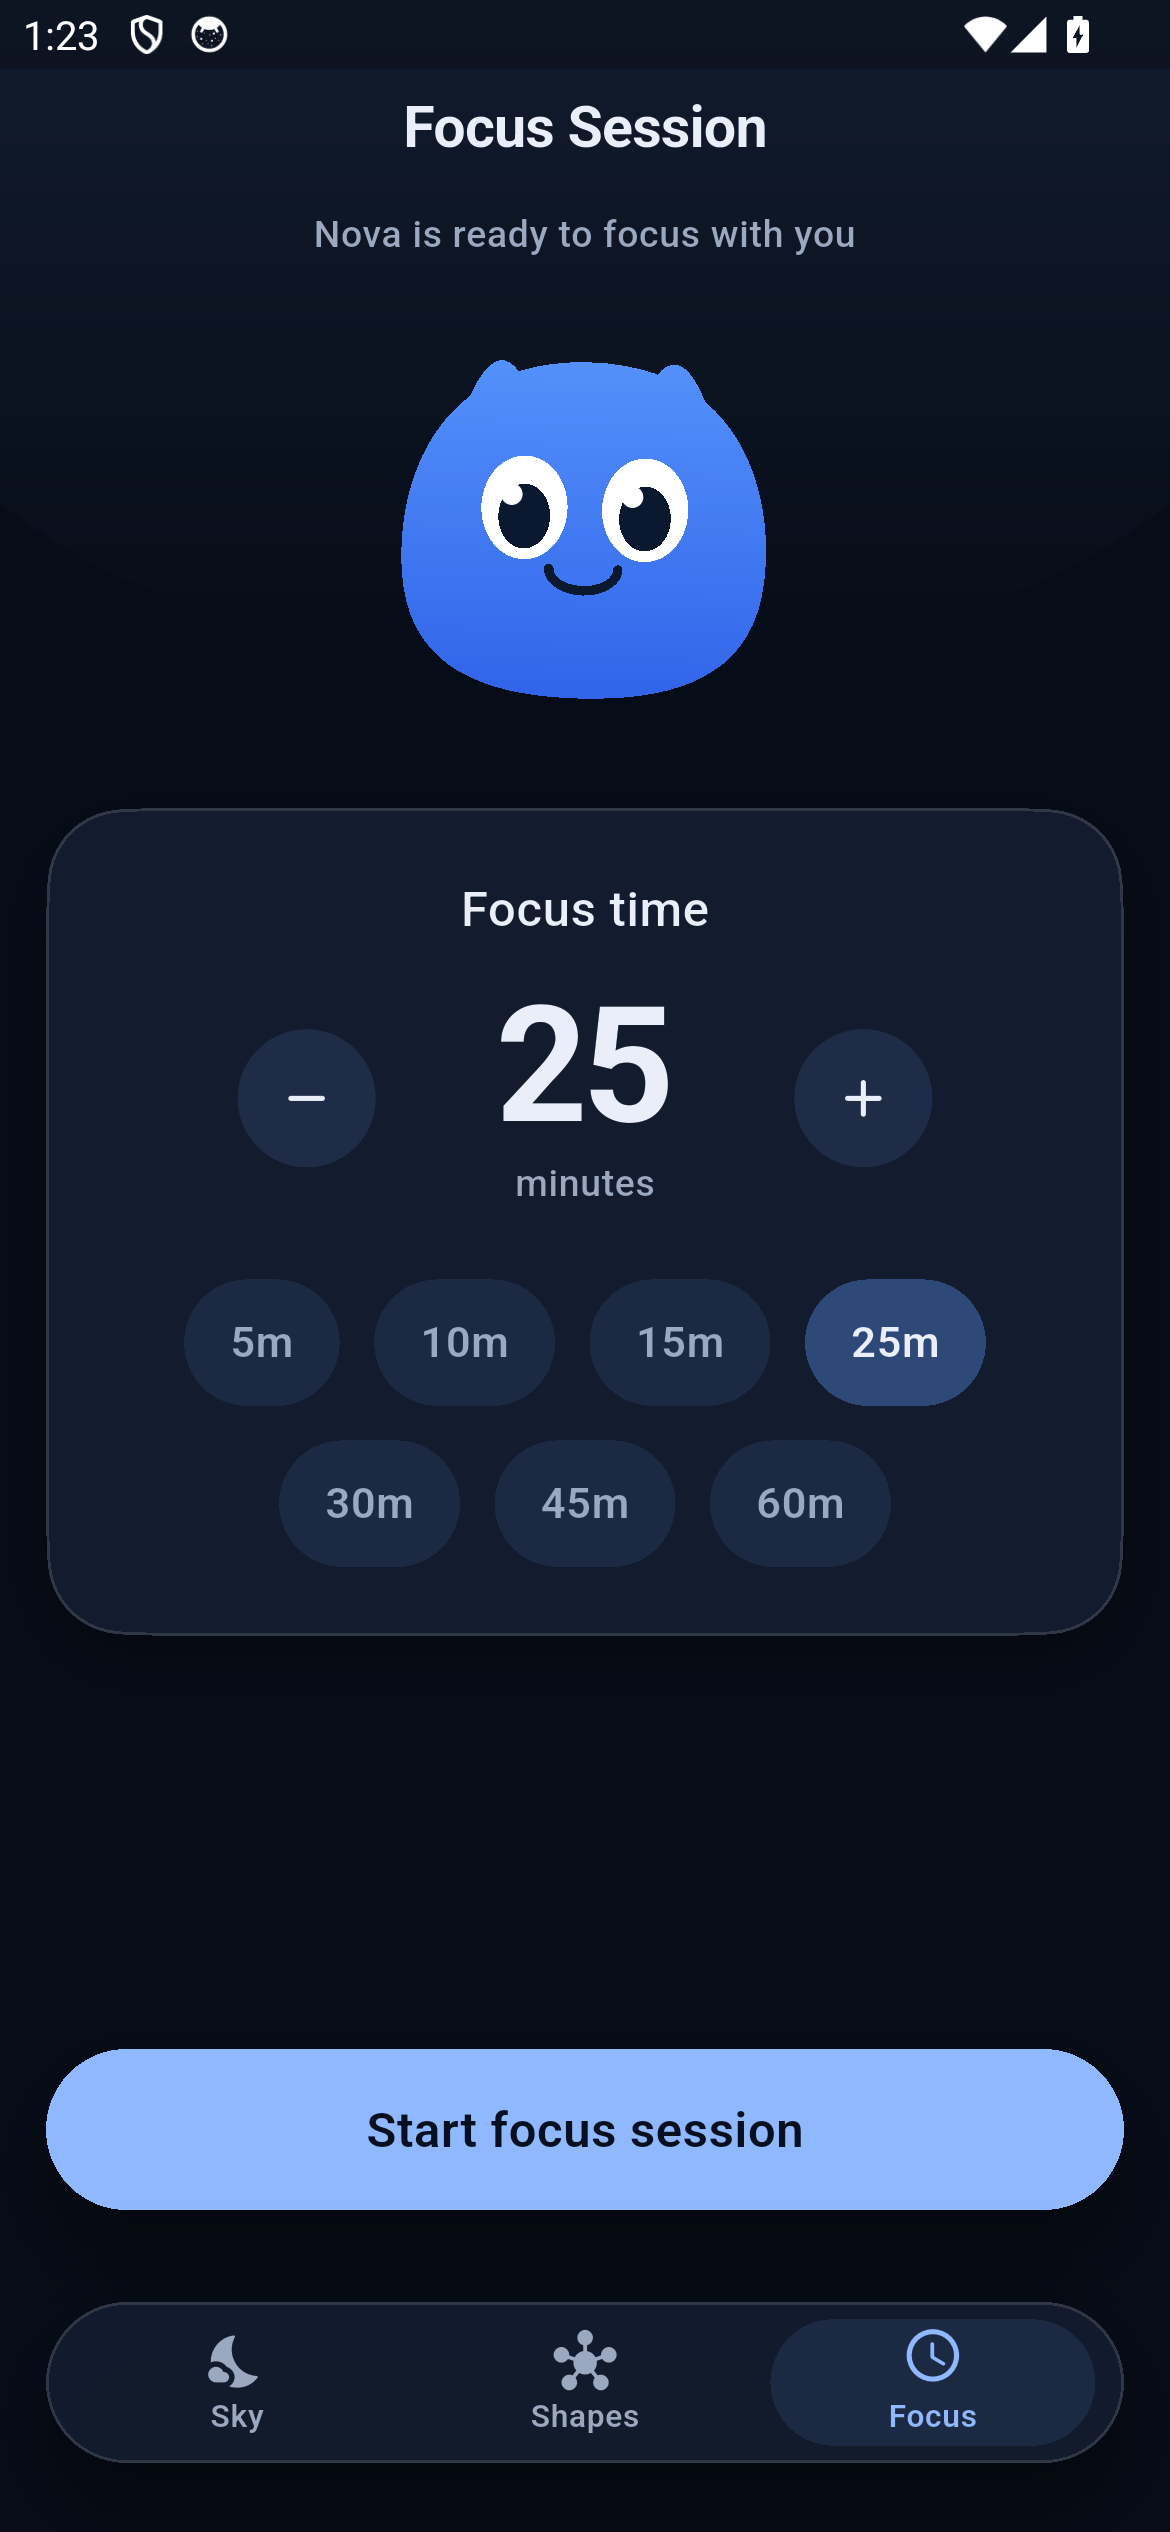 1:23
Focus Session
Nova is ready to focus with you
Focus time
25
minutes
5m 10m 15m 25m
30m 45m 60m
Start focus session
Sky Shapes Focus